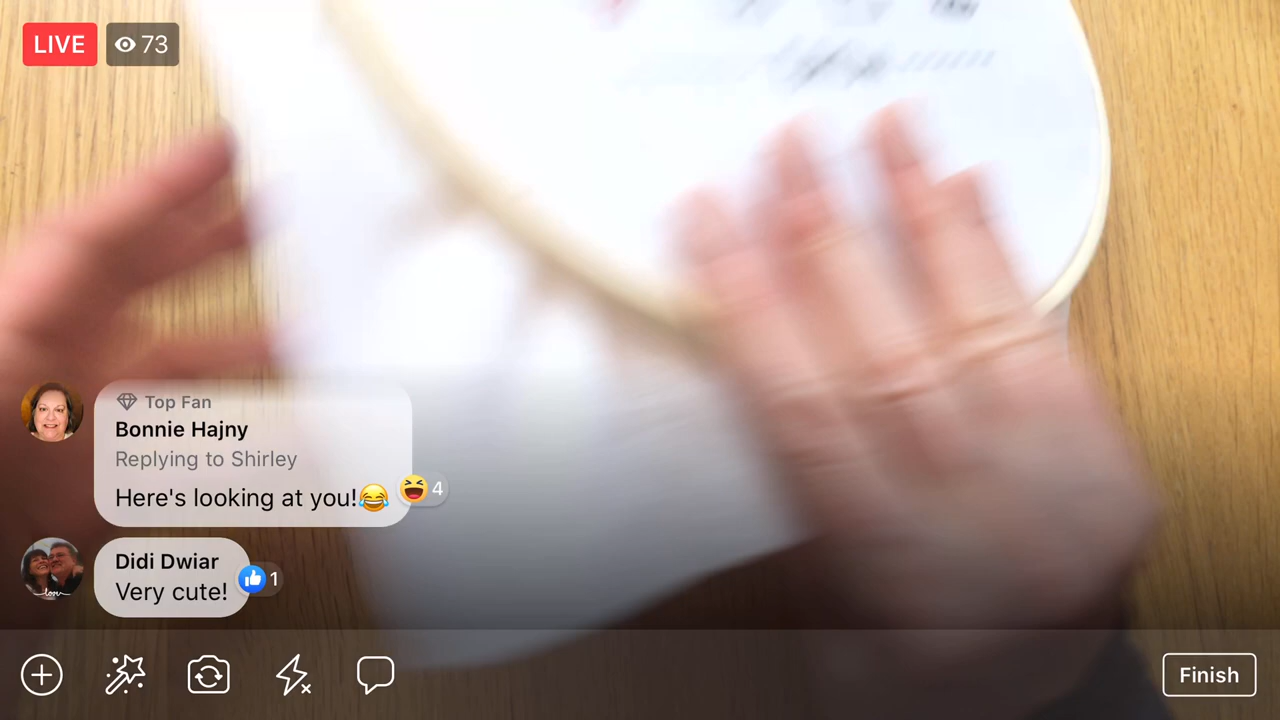 LIVE 73
Top Fan
Bonnie Hajny
Replying to Shirley
Here's looking at you!😂
4
Didi Dwiar
Very cute!
1
Finish